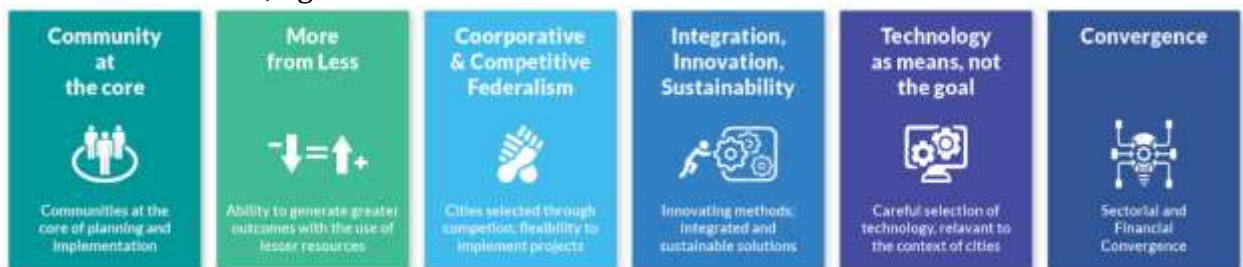 Community
at
the core
Communities at the
core of planning and
implementation
More
from Less
Ability to generate greater
outcomes with the use of
lesser resources
Coorporative
& Competitive
Federalism
Cities selected through
competion; flexibility to
implement projects
Integration,
Innovation,
Sustainability
Innovating methods;
integrated and
sustainable solutions
Technology
as means, not
the goal
Careful selection of
technology, relavant to
the context of cities
Convergence
Sectorial and
Financial
Convergence